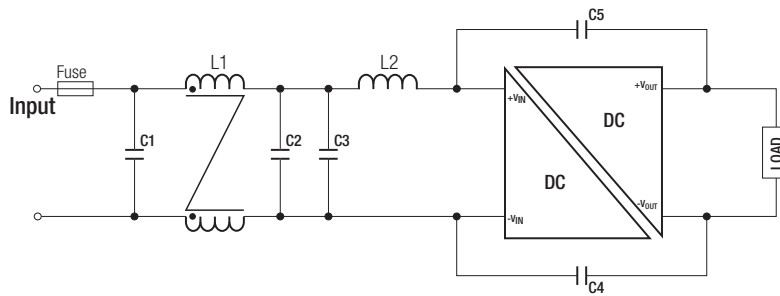 C5
Fuse
L1
L2
Input
+VIN
+VOUT
DC
C1
C2
C3
LOAD
DC
-VIN
-VOUT
C4